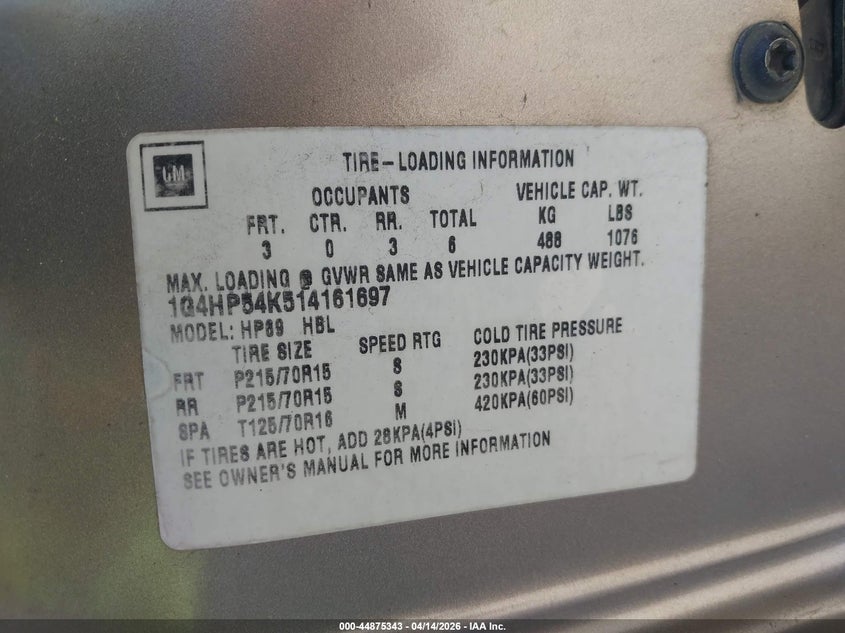 GM
TIRE-LOADING INFORMATION
OCCUPANTS VEHICLE CAP. WT.
FRT. CTR. RR. TOTAL KG LBS
3 0 3 6 488 1076
MAX. LOADING @ GVWR SAME AS VEHICLE CAPACITY WEIGHT.
1G4HP54K514161697
MODEL: HP69 HBL
TIRE SIZE SPEED RTG COLD TIRE PRESSURE
FRT P215/70R15 S 230KPA(33PSI)
RR P215/70R15 S 230KPA(33PSI)
SPA T125/70R16 M 420KPA(60PSI)
IF TIRES ARE HOT, ADD 28KPA(4PSI)
SEE OWNER'S MANUAL FOR MORE INFORMATION
000-44875343 - 04/14/2026 - IAA Inc.